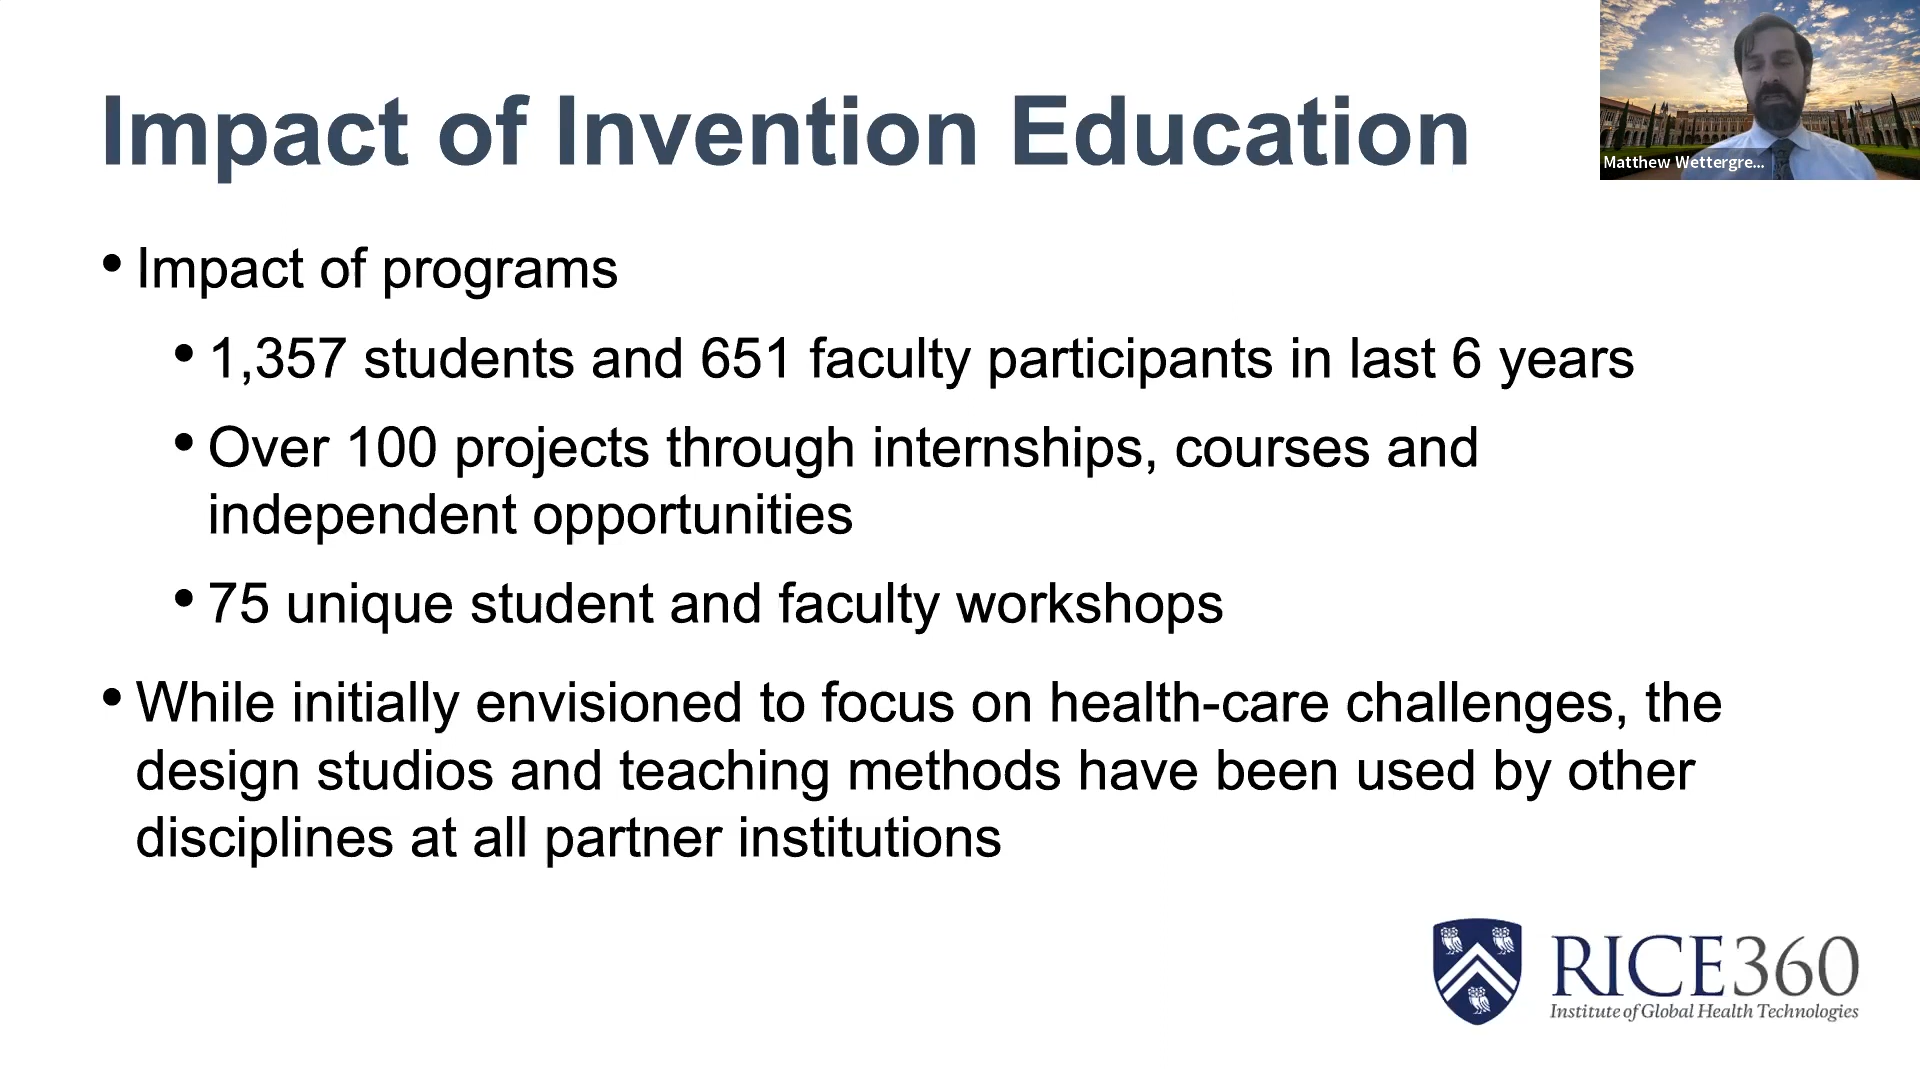 Impact of Invention Education
Matthew Wettergre...
• Impact of programs
• 1,357 students and 651 faculty participants in last 6 years
• Over 100 projects through internships, courses and
independent opportunities
• 75 unique student and faculty workshops
• While initially envisioned to focus on health-care challenges, the
design studios and teaching methods have been used by other
disciplines at all partner institutions
RICE360
Institute of Global Health Technologies